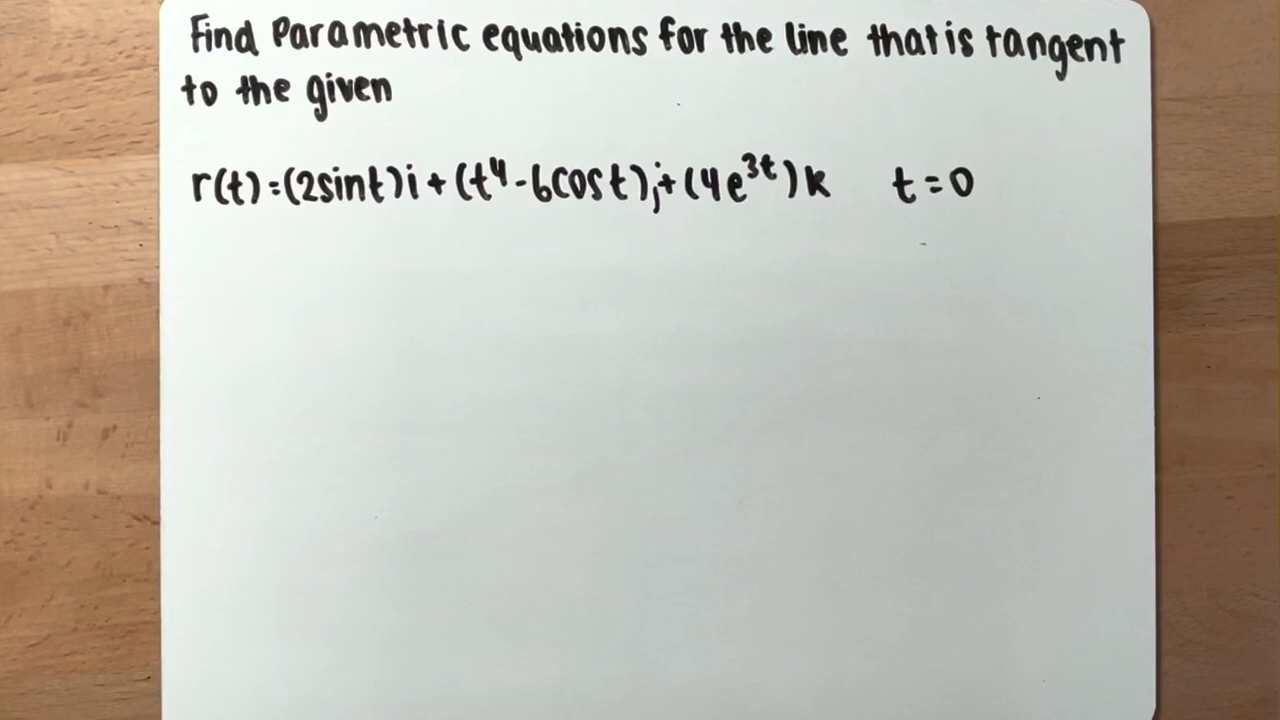 Find Parametric equations for the line that is tangent
to the given
r(t)=(2sint)i+(t⁴-6cost)j+(4e³ᵗ)k t=0